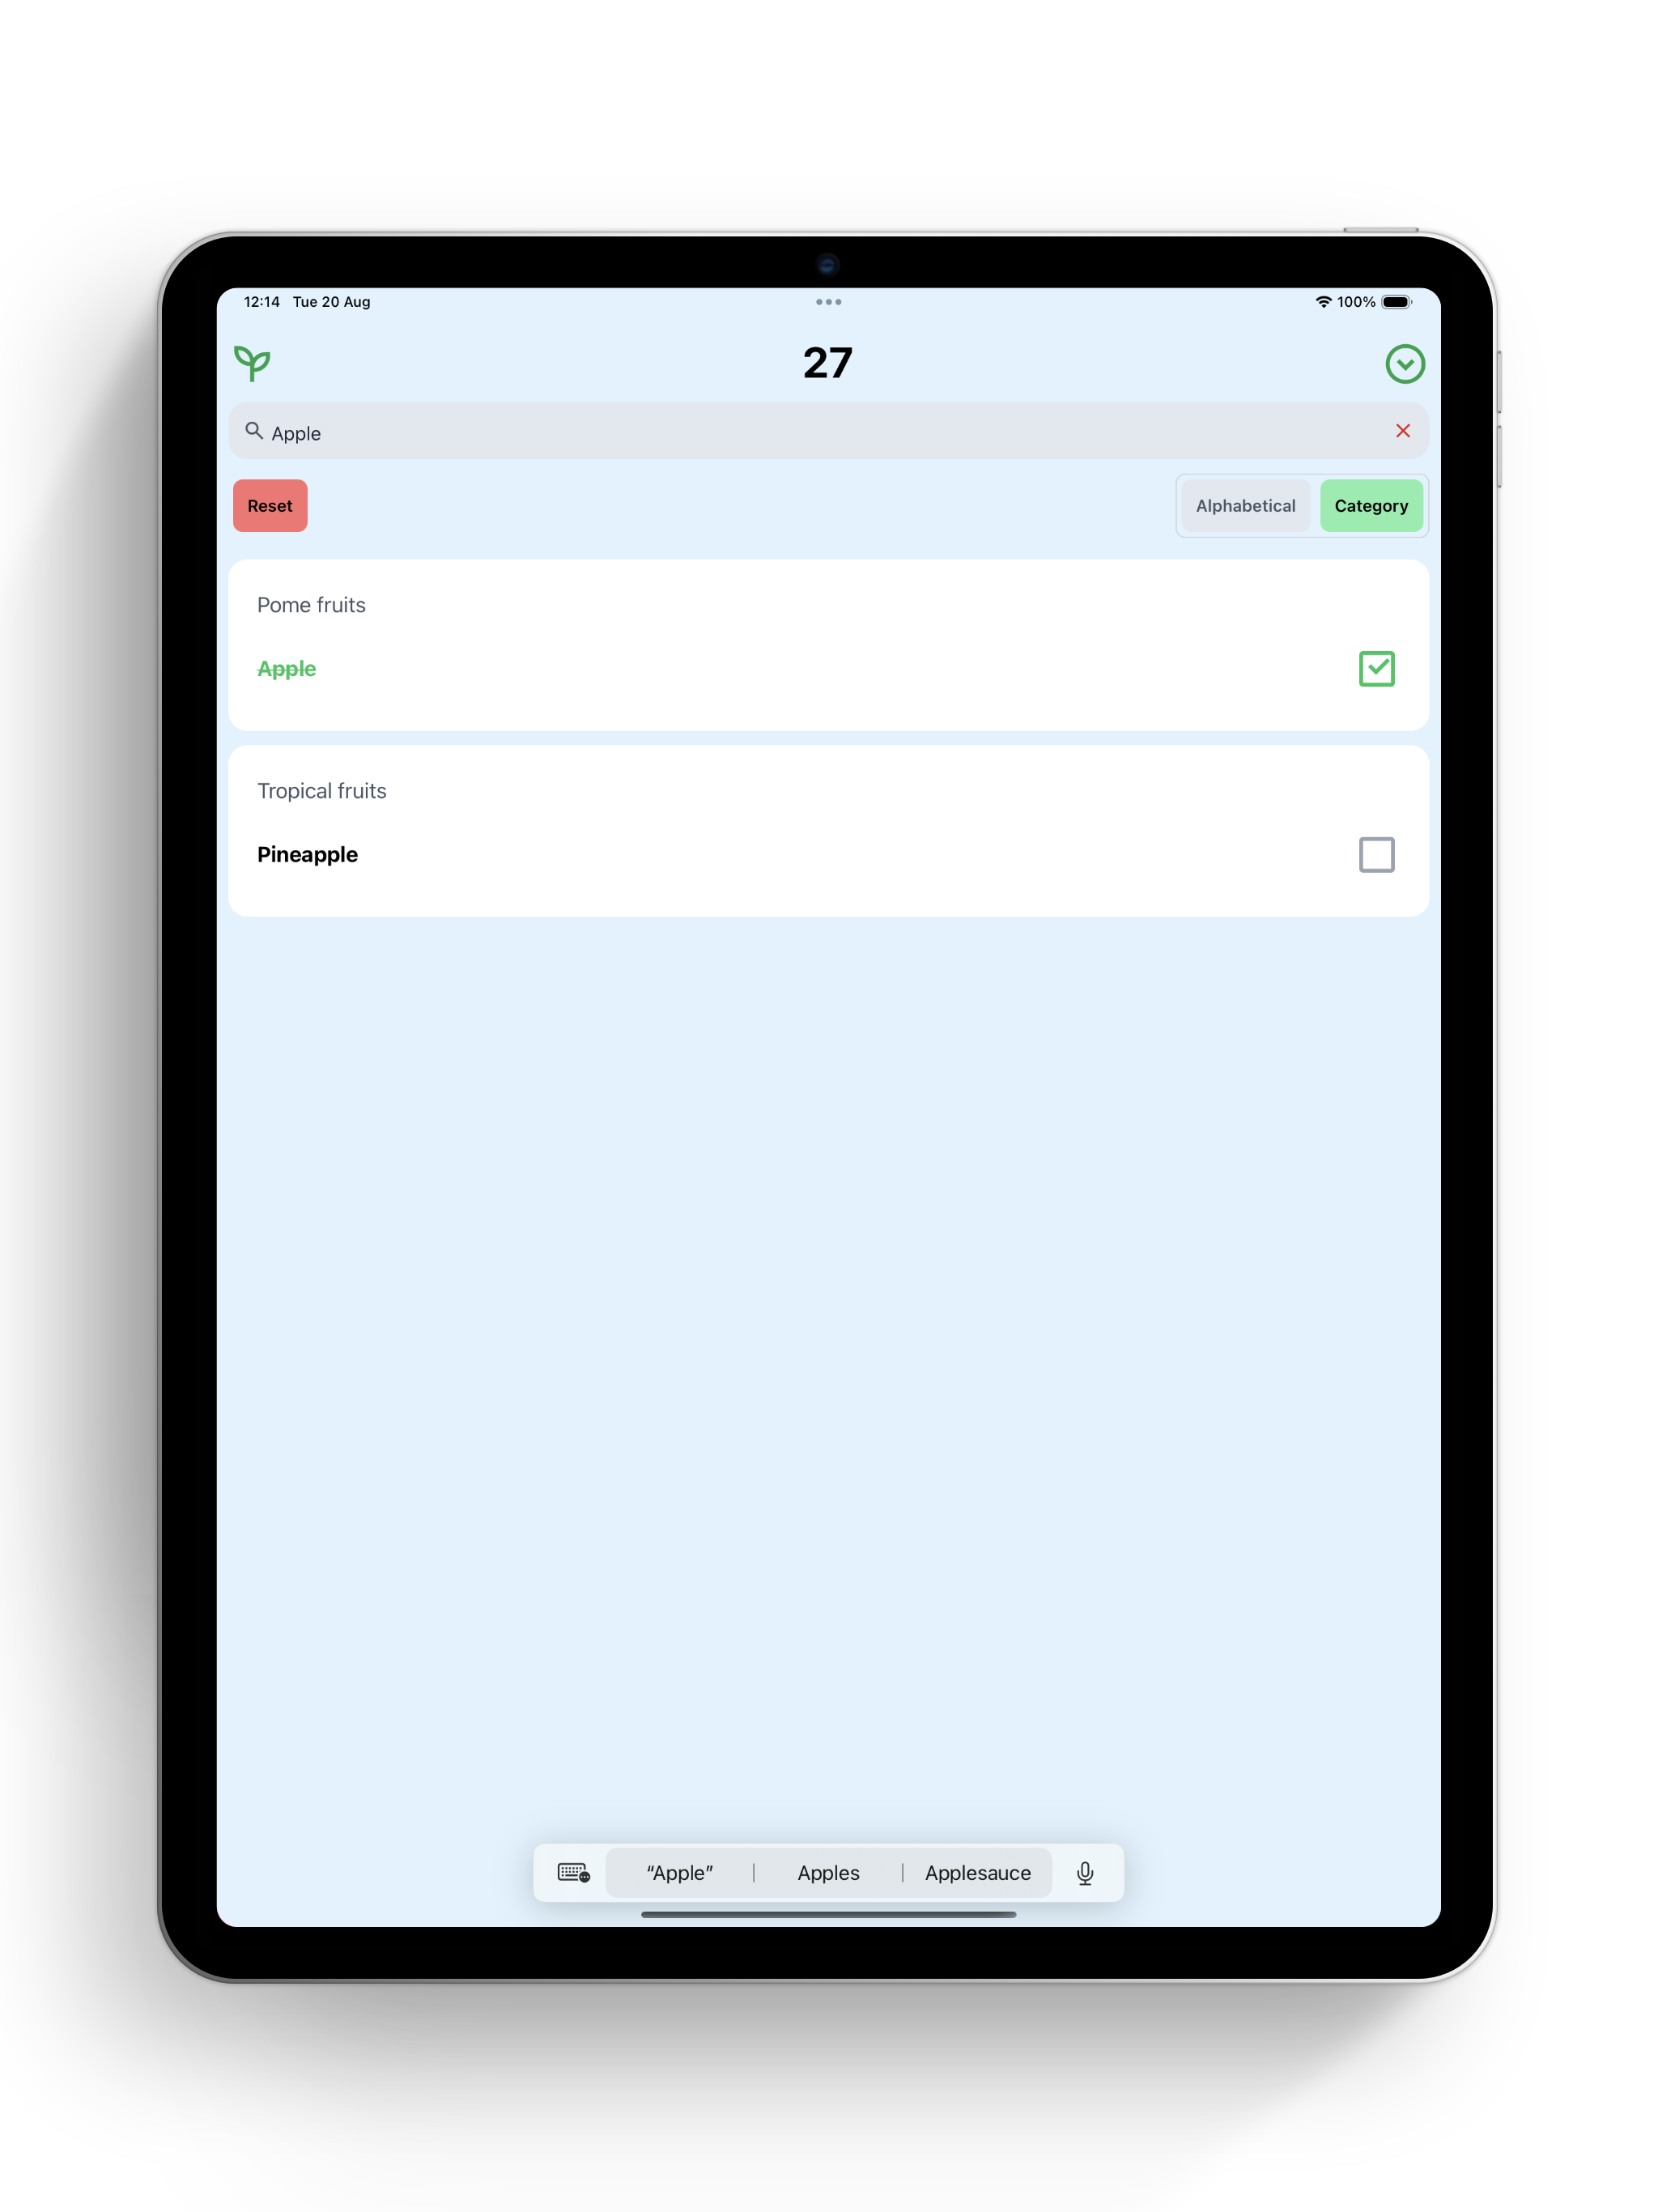 12:14 Tue 20 Aug 100%
27
Apple
Reset Alphabetical Category
Pome fruits
Apple
Tropical fruits
Pineapple
“Apple” Apples Applesauce